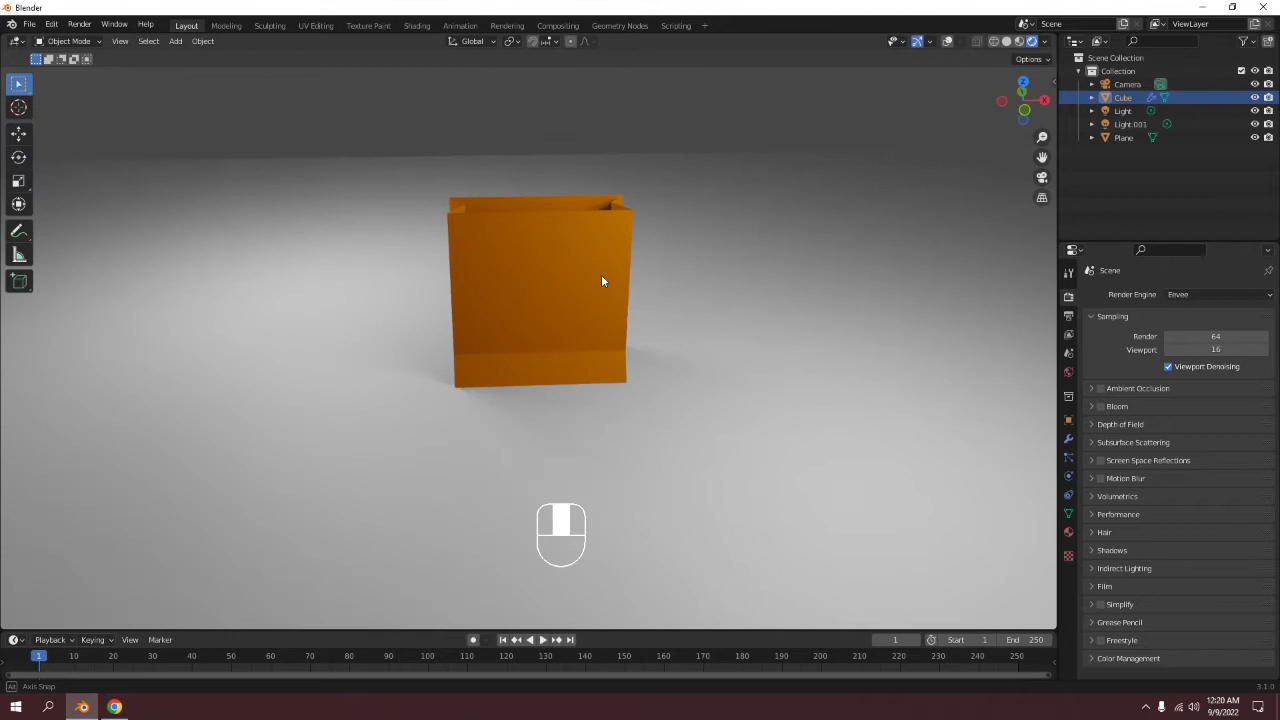 Blender
File Edit Render Window Help Layout Modeling Sculpting UV Editing Texture Paint Shading Animation Rendering Compositing Geometry Nodes Scripting + Scene ViewLayer
Object Mode View Select Add Object Global
Options
Z
X
Scene Collection
Collection
Camera
Cube
Light
Light.001
Plane
Scene
Render Engine Eevee
Sampling
Render 64
Viewport 16
Viewport Denoising
Ambient Occlusion
Bloom
Depth of Field
Subsurface Scattering
Screen Space Reflections
Motion Blur
Volumetrics
Performance
Hair
Shadows
Indirect Lighting
Film
Simplify
Grease Pencil
Freestyle
Color Management
Playback Keying View Marker 1 Start 1 End 250
1 10 20 30 40 50 60 70 80 90 100 110 120 130 140 150 160 170 180 190 200 210 220 230 240 250
Alt Axis Snap 3.1.0
12:20 AM
9/9/2022